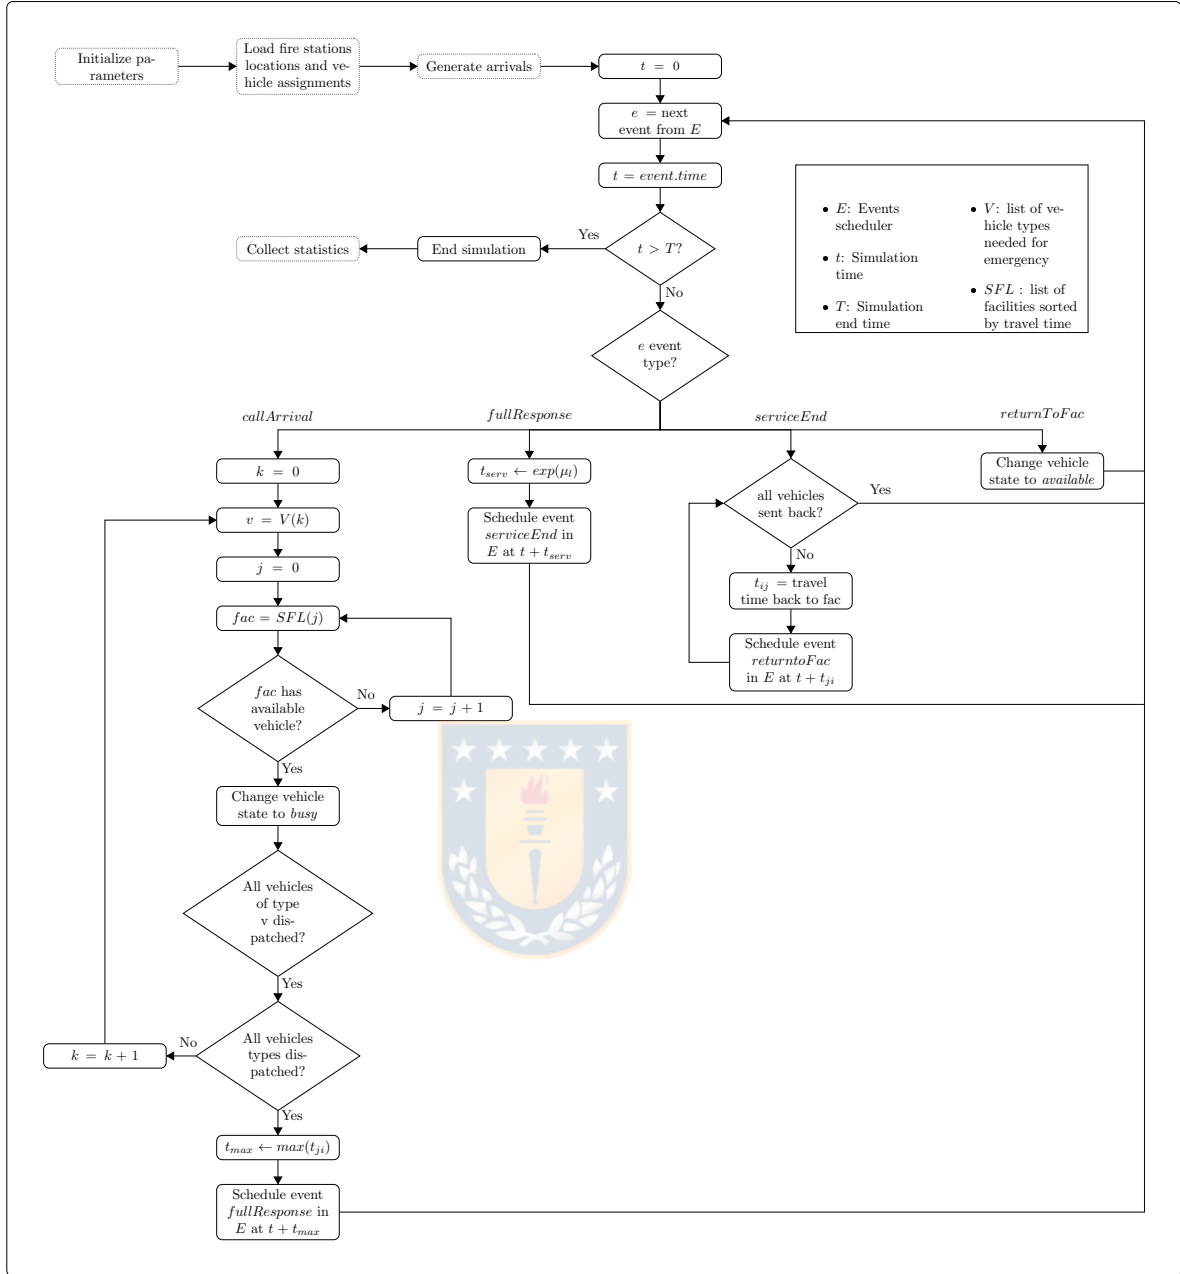 Initialize pa-
rameters
Load fire stations
locations and ve-
hicle assignments
Generate arrivals
t = 0
e = next
event from E
t = event.time
t > T?
Yes
End simulation
Collect statistics
No
e event
type?
• E: Events
scheduler
• t: Simulation
time
• T: Simulation
end time
• V: list of ve-
hicle types
needed for
emergency
• SFL : list of
facilities sorted
by travel time
callArrival
fullResponse
serviceEnd
returnToFac
k = 0
v = V(k)
j = 0
fac = SFL(j)
fac has
available
vehicle?
No
j = j + 1
Yes
Change vehicle
state to busy
All vehicles
of type
v dis-
patched?
Yes
All vehicles
types dis-
patched?
No
k = k + 1
Yes
t_max ← max(t_ji)
Schedule event
fullResponse in
E at t + t_max
t_serv ← exp(μ_l)
Schedule event
serviceEnd in
E at t + t_serv
all vehicles
sent back?
Yes
No
t_ij = travel
time back to fac
Schedule event
returntoFac
in E at t + t_ji
Change vehicle
state to available